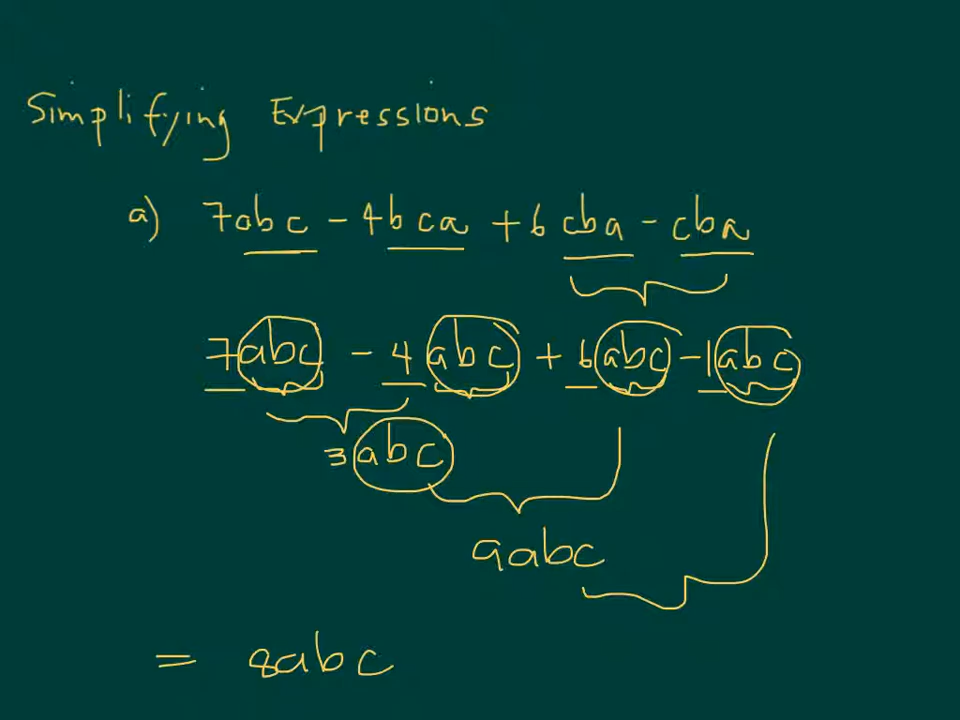 Simplifying Expressions
a) 7abc - 4bca + 6cba - cba
7abc - 4abc + 6abc - 1abc
3abc
9abc
= 8abc